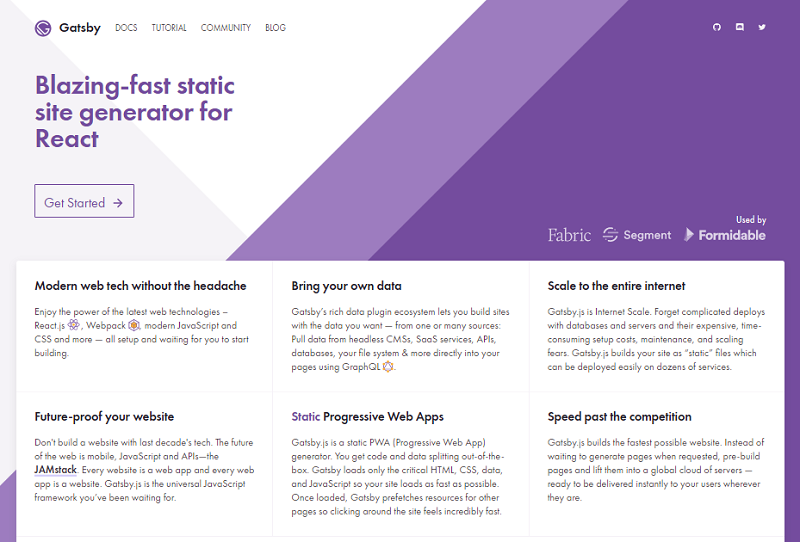 Gatsby DOCS TUTORIAL COMMUNITY BLOG
Blazing-fast static
site generator for
React
Get Started
Used by
Fabric Segment Formidable
Modern web tech without the headache
Enjoy the power of the latest web technologies –
React.js , Webpack , modern JavaScript and
CSS and more — all setup and waiting for you to start
building.
Bring your own data
Gatsby's rich data plugin ecosystem lets you build sites
with the data you want — from one or many sources:
Pull data from headless CMSs, SaaS services, APIs,
databases, your file system & more directly into your
pages using GraphQL .
Scale to the entire internet
Gatsby.js is Internet Scale. Forget complicated deploys
with databases and servers and their expensive, time-
consuming setup costs, maintenance, and scaling
fears. Gatsby.js builds your site as “static” files which
can be deployed easily on dozens of services.
Future-proof your website
Don't build a website with last decade's tech. The future
of the web is mobile, JavaScript and APIs—the
JAMstack. Every website is a web app and every web
app is a website. Gatsby.js is the universal JavaScript
framework you’ve been waiting for.
Static Progressive Web Apps
Gatsby.js is a static PWA (Progressive Web App)
generator. You get code and data splitting out-of-the-
box. Gatsby loads only the critical HTML, CSS, data,
and JavaScript so your site loads as fast as possible.
Once loaded, Gatsby prefetches resources for other
pages so clicking around the site feels incredibly fast.
Speed past the competition
Gatsby.js builds the fastest possible website. Instead of
waiting to generate pages when requested, pre-build
pages and lift them into a global cloud of servers —
ready to be delivered instantly to your users wherever
they are.